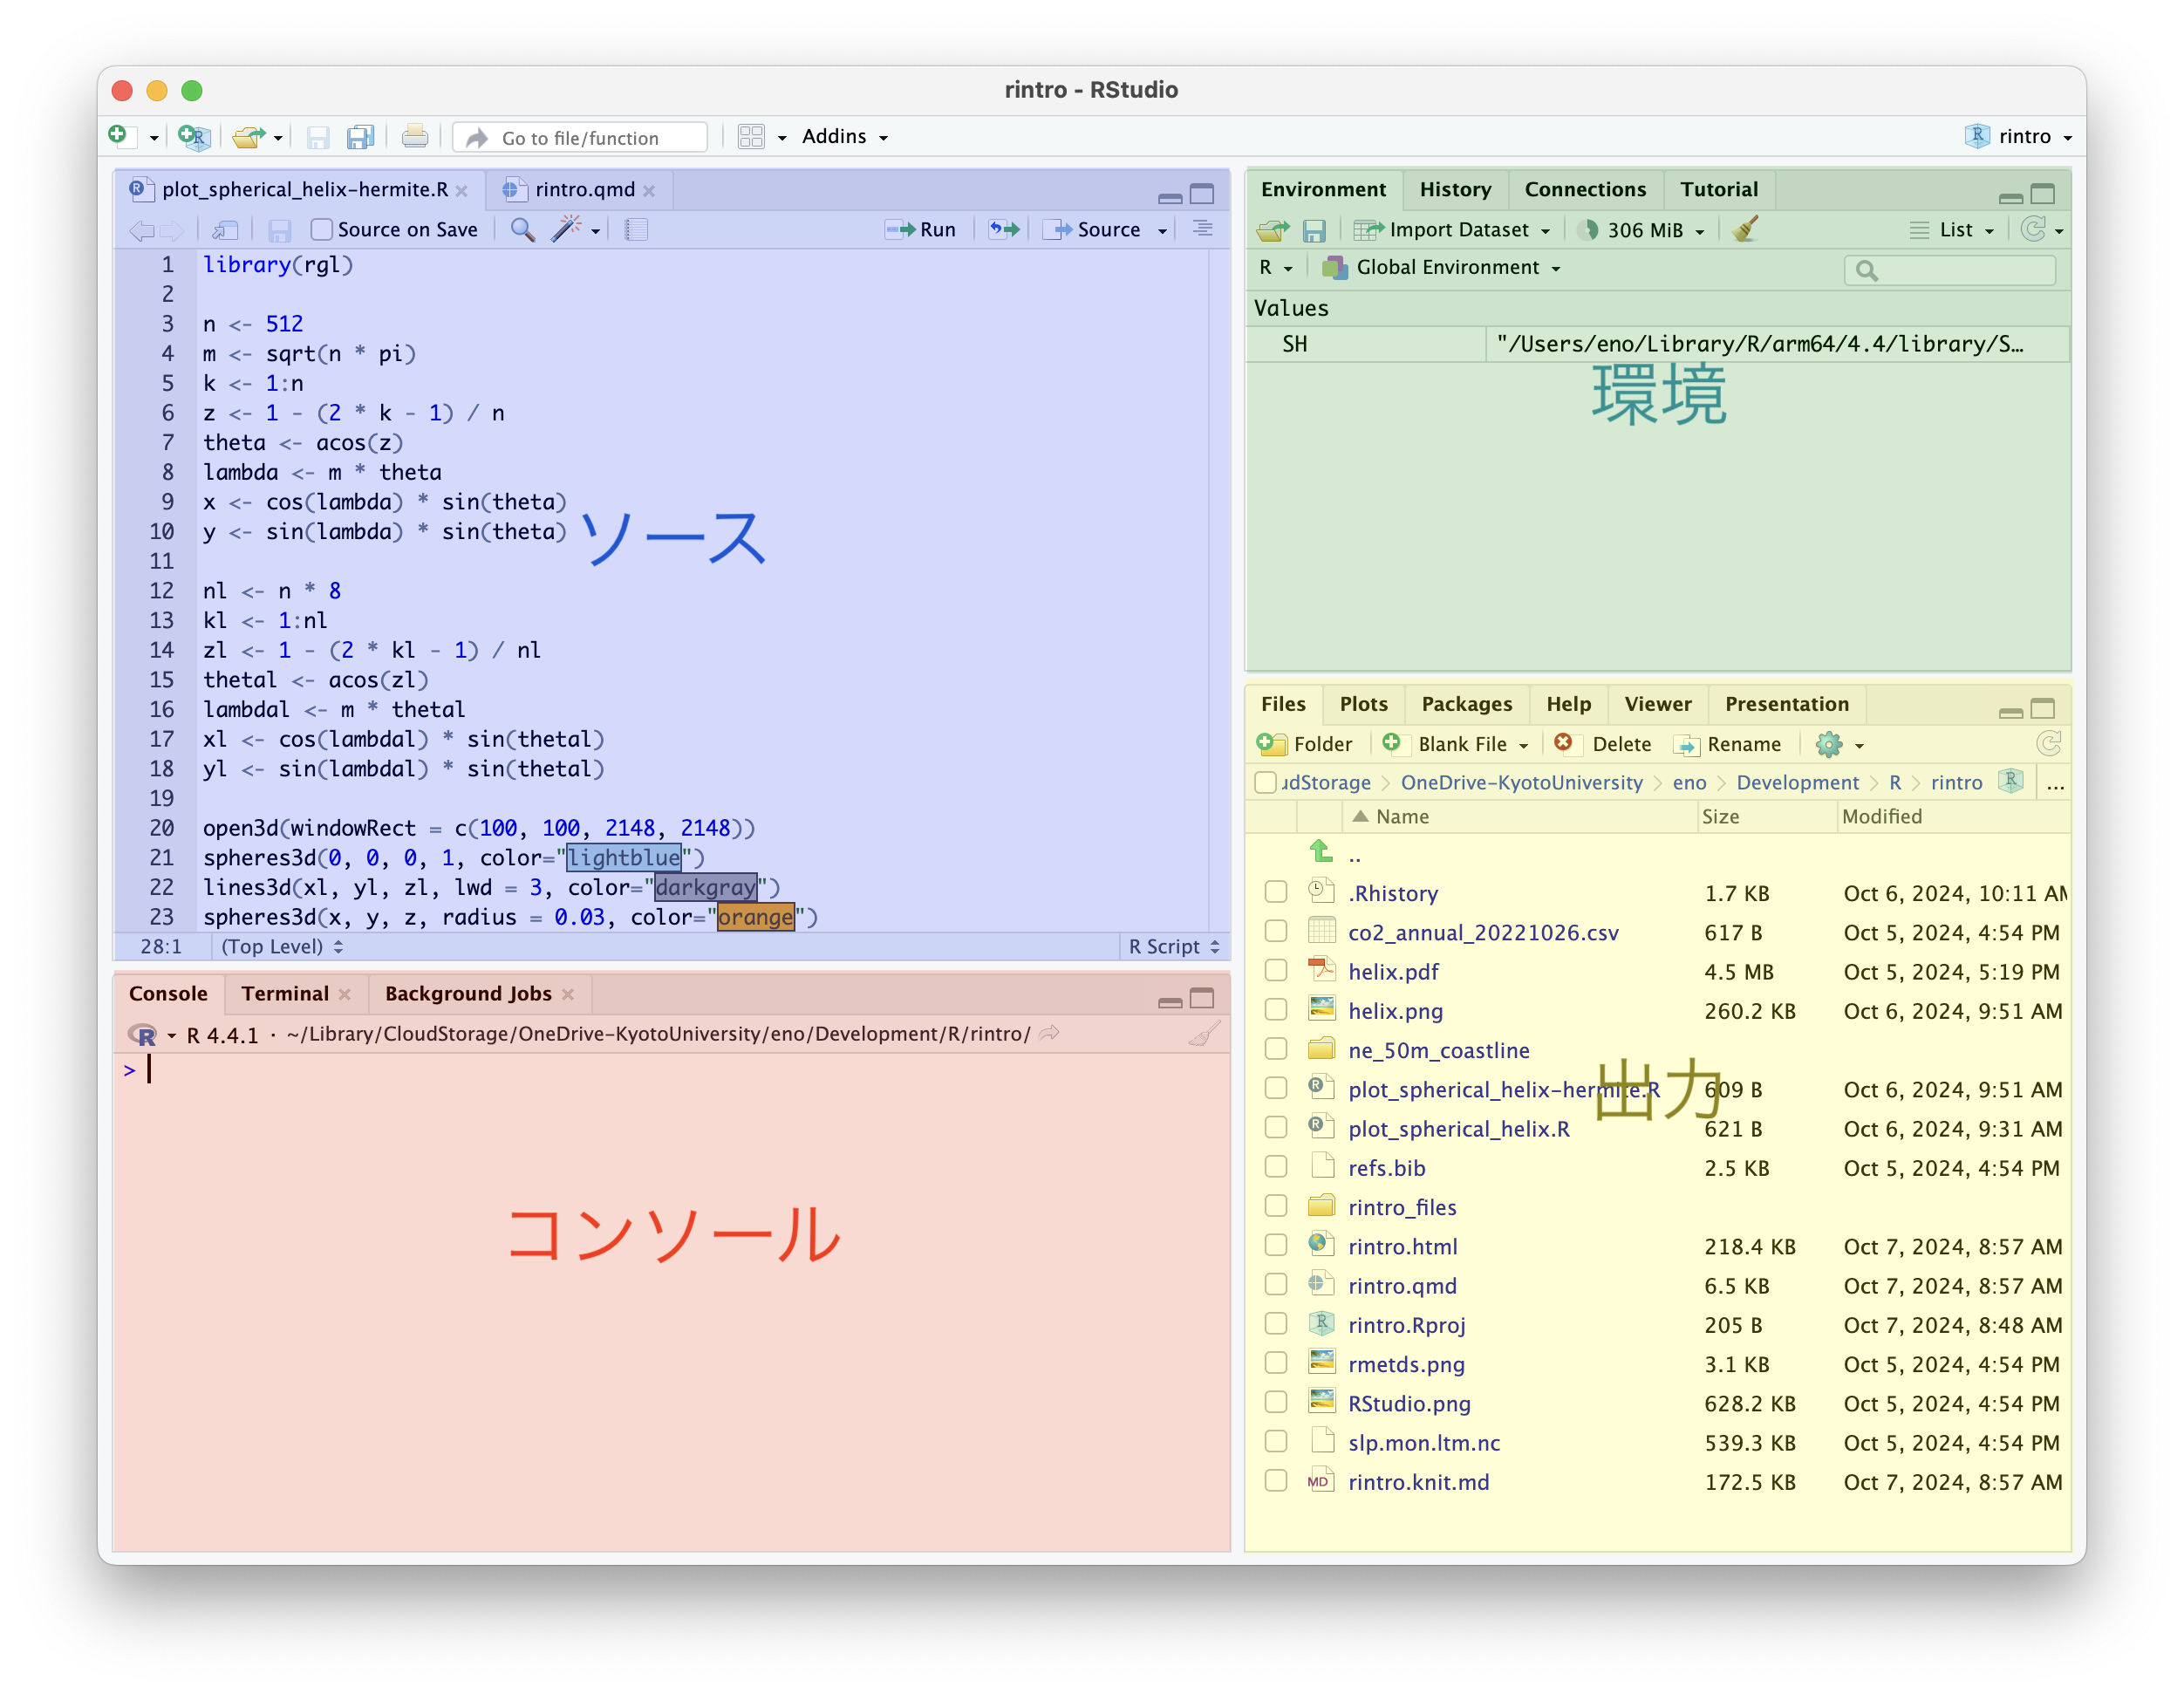 rintro - RStudio
Go to file/function
Addins
rintro
plot_spherical_helix-hermite.R
rintro.qmd
Source on Save
Run
Source
1 library(rgl)
2
3 n <- 512
4 m <- sqrt(n * pi)
5 k <- 1:n
6 z <- 1 - (2 * k - 1) / n
7 theta <- acos(z)
8 lambda <- m * theta
9 x <- cos(lambda) * sin(theta)
10 y <- sin(lambda) * sin(theta)
11
12 nl <- n * 8
13 kl <- 1:nl
14 zl <- 1 - (2 * kl - 1) / nl
15 thetal <- acos(zl)
16 lambdal <- m * thetal
17 xl <- cos(lambdal) * sin(thetal)
18 yl <- sin(lambdal) * sin(thetal)
19
20 open3d(windowRect = c(100, 100, 2148, 2148))
21 spheres3d(0, 0, 0, 1, color="lightblue")
22 lines3d(xl, yl, zl, lwd = 3, color="darkgray")
23 spheres3d(x, y, z, radius = 0.03, color="orange")
ソース
28:1 (Top Level) R Script
Console Terminal Background Jobs
R 4.4.1 · ~/Library/CloudStorage/OneDrive-KyotoUniversity/eno/Development/R/rintro/
>
コンソール
Environment History Connections Tutorial
Import Dataset 306 MiB List
R Global Environment
Values
SH "/Users/eno/Library/R/arm64/4.4/library/S…
環境
Files Plots Packages Help Viewer Presentation
Folder Blank File Delete Rename
udStorage OneDrive-KyotoUniversity eno Development R rintro ...
Name Size Modified
..
.Rhistory 1.7 KB Oct 6, 2024, 10:11 AM
co2_annual_20221026.csv 617 B Oct 5, 2024, 4:54 PM
helix.pdf 4.5 MB Oct 5, 2024, 5:19 PM
helix.png 260.2 KB Oct 6, 2024, 9:51 AM
ne_50m_coastline
plot_spherical_helix-hermite.R 609 B Oct 6, 2024, 9:51 AM
出力
plot_spherical_helix.R 621 B Oct 6, 2024, 9:31 AM
refs.bib 2.5 KB Oct 5, 2024, 4:54 PM
rintro_files
rintro.html 218.4 KB Oct 7, 2024, 8:57 AM
rintro.qmd 6.5 KB Oct 7, 2024, 8:57 AM
rintro.Rproj 205 B Oct 7, 2024, 8:48 AM
rmetds.png 3.1 KB Oct 5, 2024, 4:54 PM
RStudio.png 628.2 KB Oct 5, 2024, 4:54 PM
slp.mon.ltm.nc 539.3 KB Oct 5, 2024, 4:54 PM
rintro.knit.md 172.5 KB Oct 7, 2024, 8:57 AM